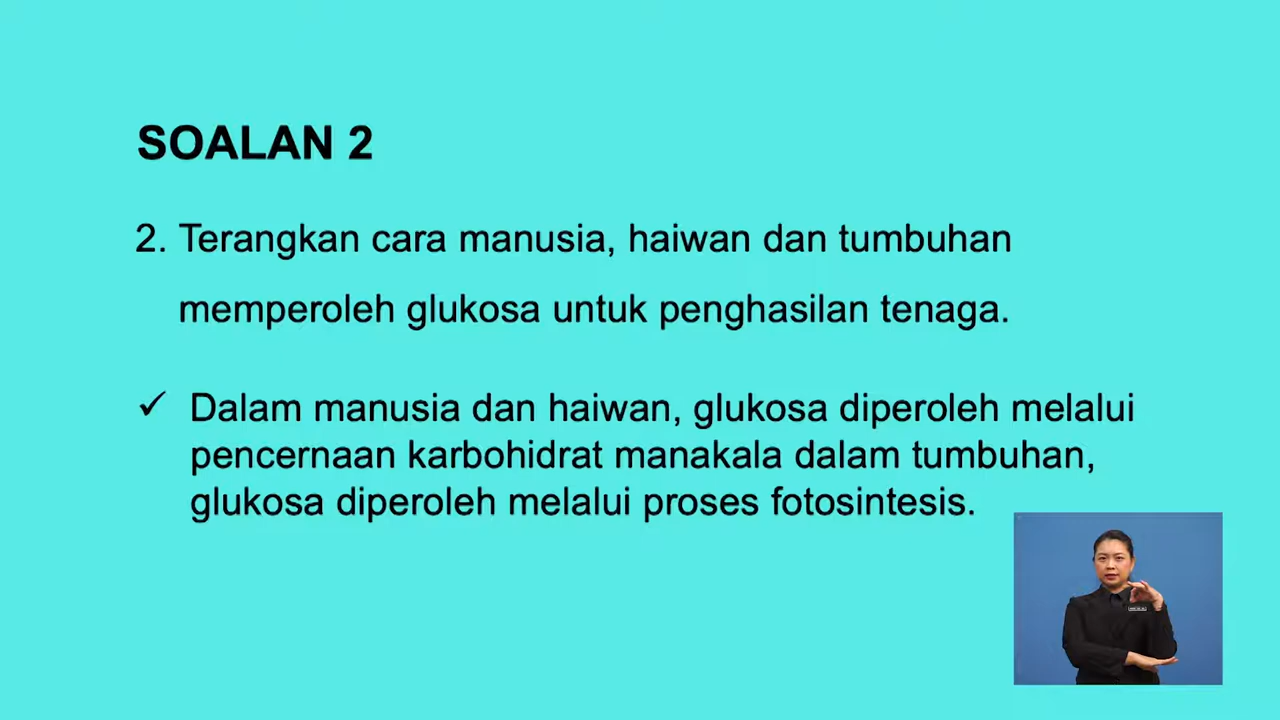 SOALAN 2
2. Terangkan cara manusia, haiwan dan tumbuhan
memperoleh glukosa untuk penghasilan tenaga.
✓ Dalam manusia dan haiwan, glukosa diperoleh melalui
pencernaan karbohidrat manakala dalam tumbuhan,
glukosa diperoleh melalui proses fotosintesis.